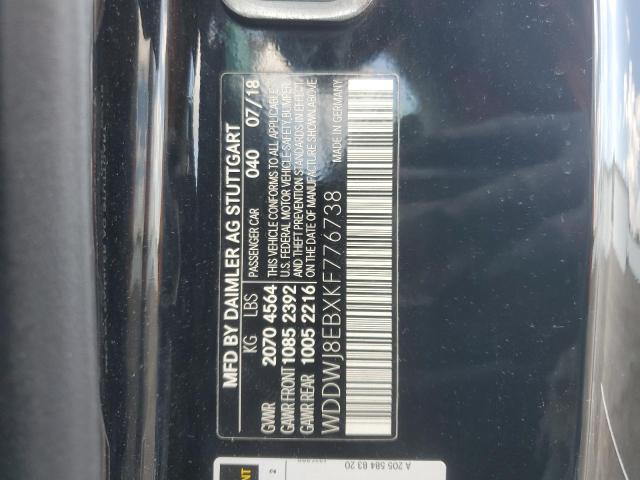 MFD BY DAIMLER AG STUTTGART
PASSENGER CAR 040 07/18
KG LBS THIS VEHICLE CONFORMS TO ALL APPLICABLE
GVWR 2070 4564 U.S. FEDERAL MOTOR VEHICLE SAFETY, BUMPER,
GAWR FRONT 1085 2392 AND THEFT PREVENTION STANDARDS IN EFFECT
GAWR REAR 1005 2216 ON THE DATE OF MANUFACTURE SHOWN ABOVE.
WDDWJ8EBXKF776738 MADE IN GERMANY
2
A 205 584 83 20